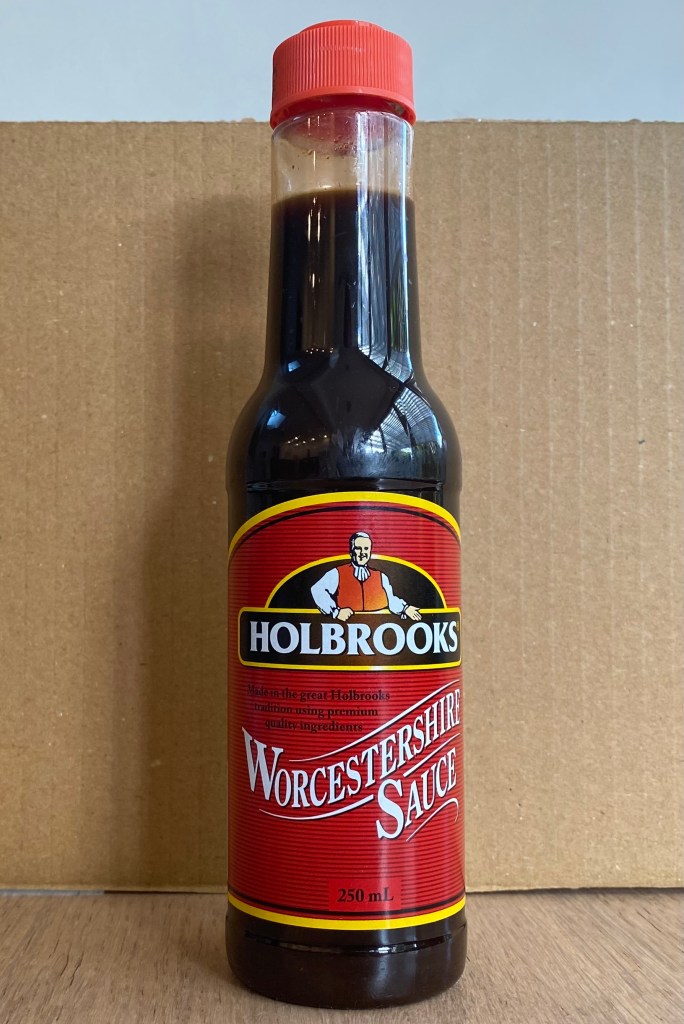 HOLBROOKS
Made in the great Holbrooks
tradition using premium
quality ingredients
WORCESTERSHIRE
SAUCE
250 mL